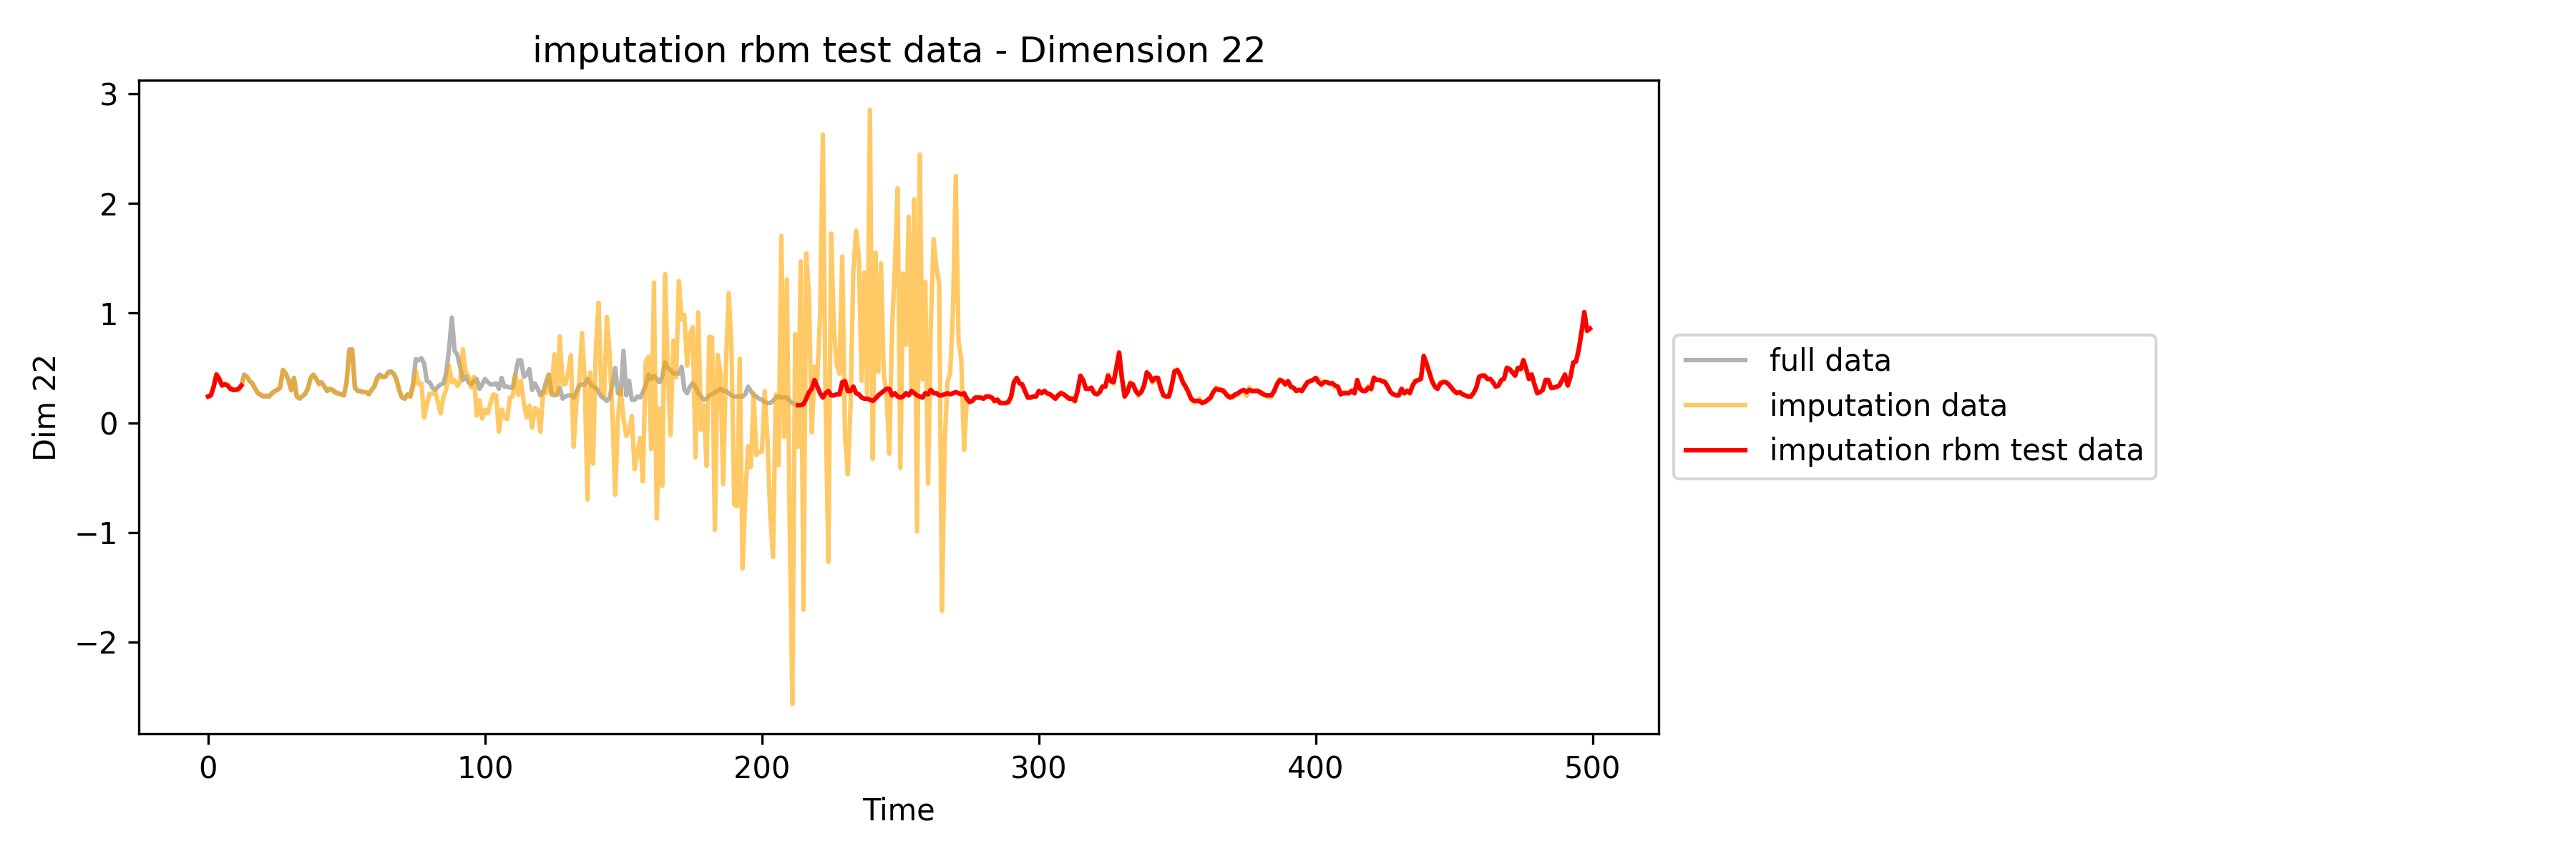 imputation rbm test data - Dimension 22
3
2
1
0
−1
−2
Dim 22
0 100 200 300 400 500
Time
full data
imputation data
imputation rbm test data